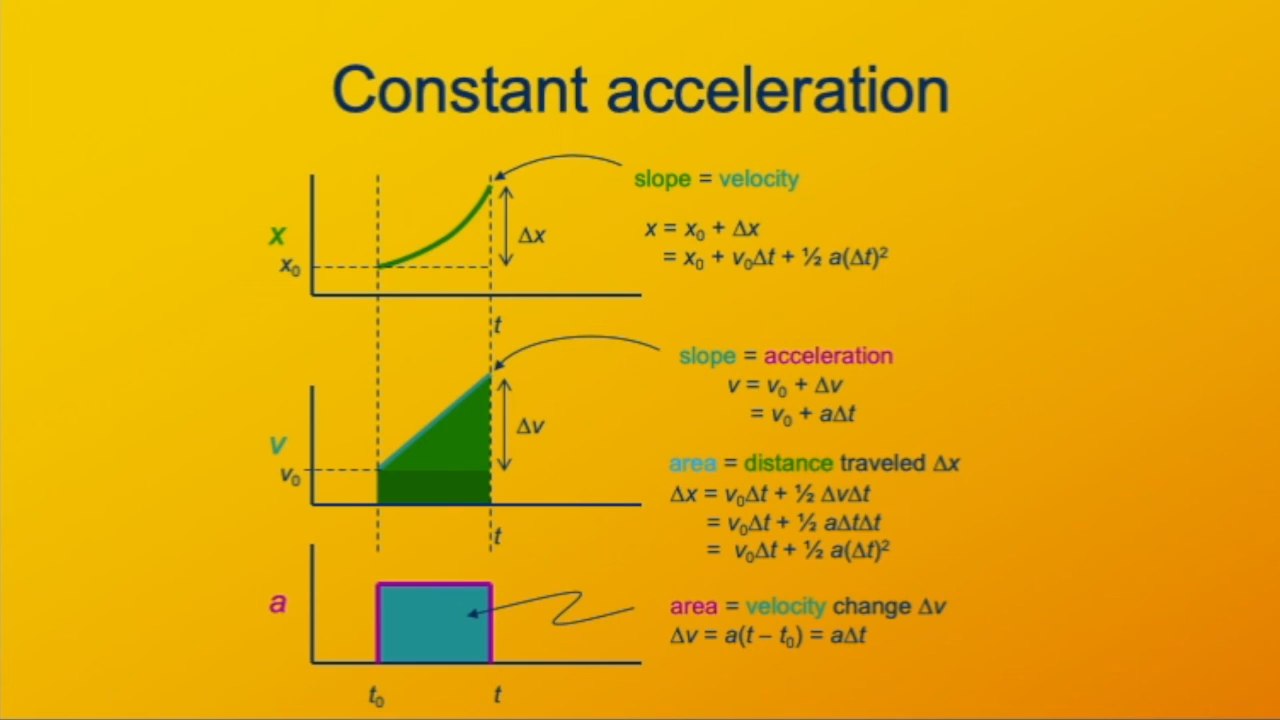 Constant acceleration
slope = velocity
x
x₀
Δx
x = x₀ + Δx
= x₀ + v₀Δt + ½ a(Δt)²
t
slope = acceleration
v = v₀ + Δv
= v₀ + aΔt
v
v₀
Δv
area = distance traveled Δx
Δx = v₀Δt + ½ ΔvΔt
= v₀Δt + ½ aΔtΔt
= v₀Δt + ½ a(Δt)²
t
a
area = velocity change Δv
Δv = a(t – t₀) = aΔt
t₀
t